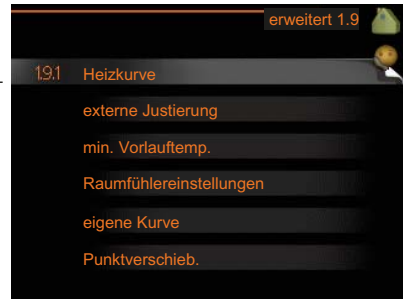 erweitert 1.9
1.9.1 Heizkurve
externe Justierung
min. Vorlauftemp.
Raumfühlereinstellungen
eigene Kurve
Punktverschieb.